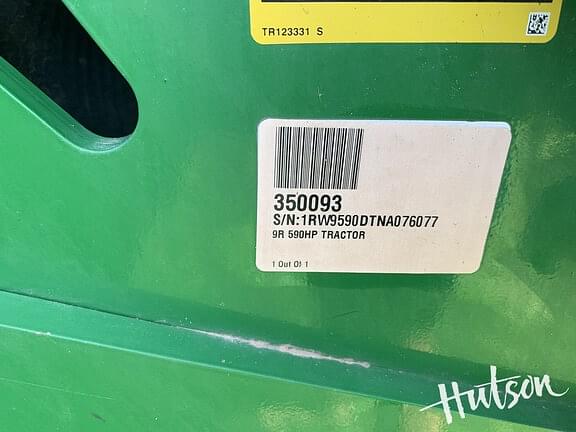 TR123331 S
350093
S/N:1RW9590DTNA076077
9R 590HP TRACTOR
1 Out Of 1
Hutson